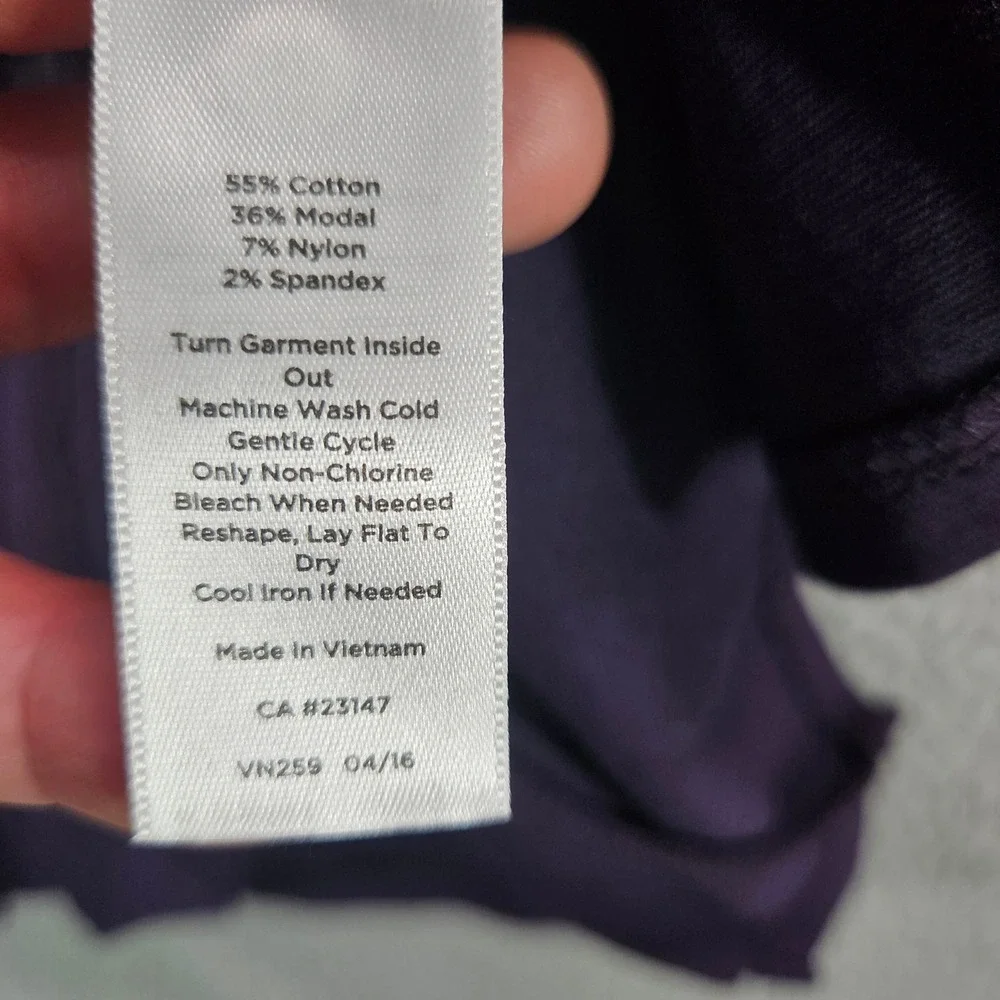 55% Cotton
36% Modal
7% Nylon
2% Spandex
Turn Garment Inside
Out
Machine Wash Cold
Gentle Cycle
Only Non-Chlorine
Bleach When Needed
Reshape, Lay Flat To
Dry
Cool Iron If Needed
Made In Vietnam
CA #23147
VN259 04/16